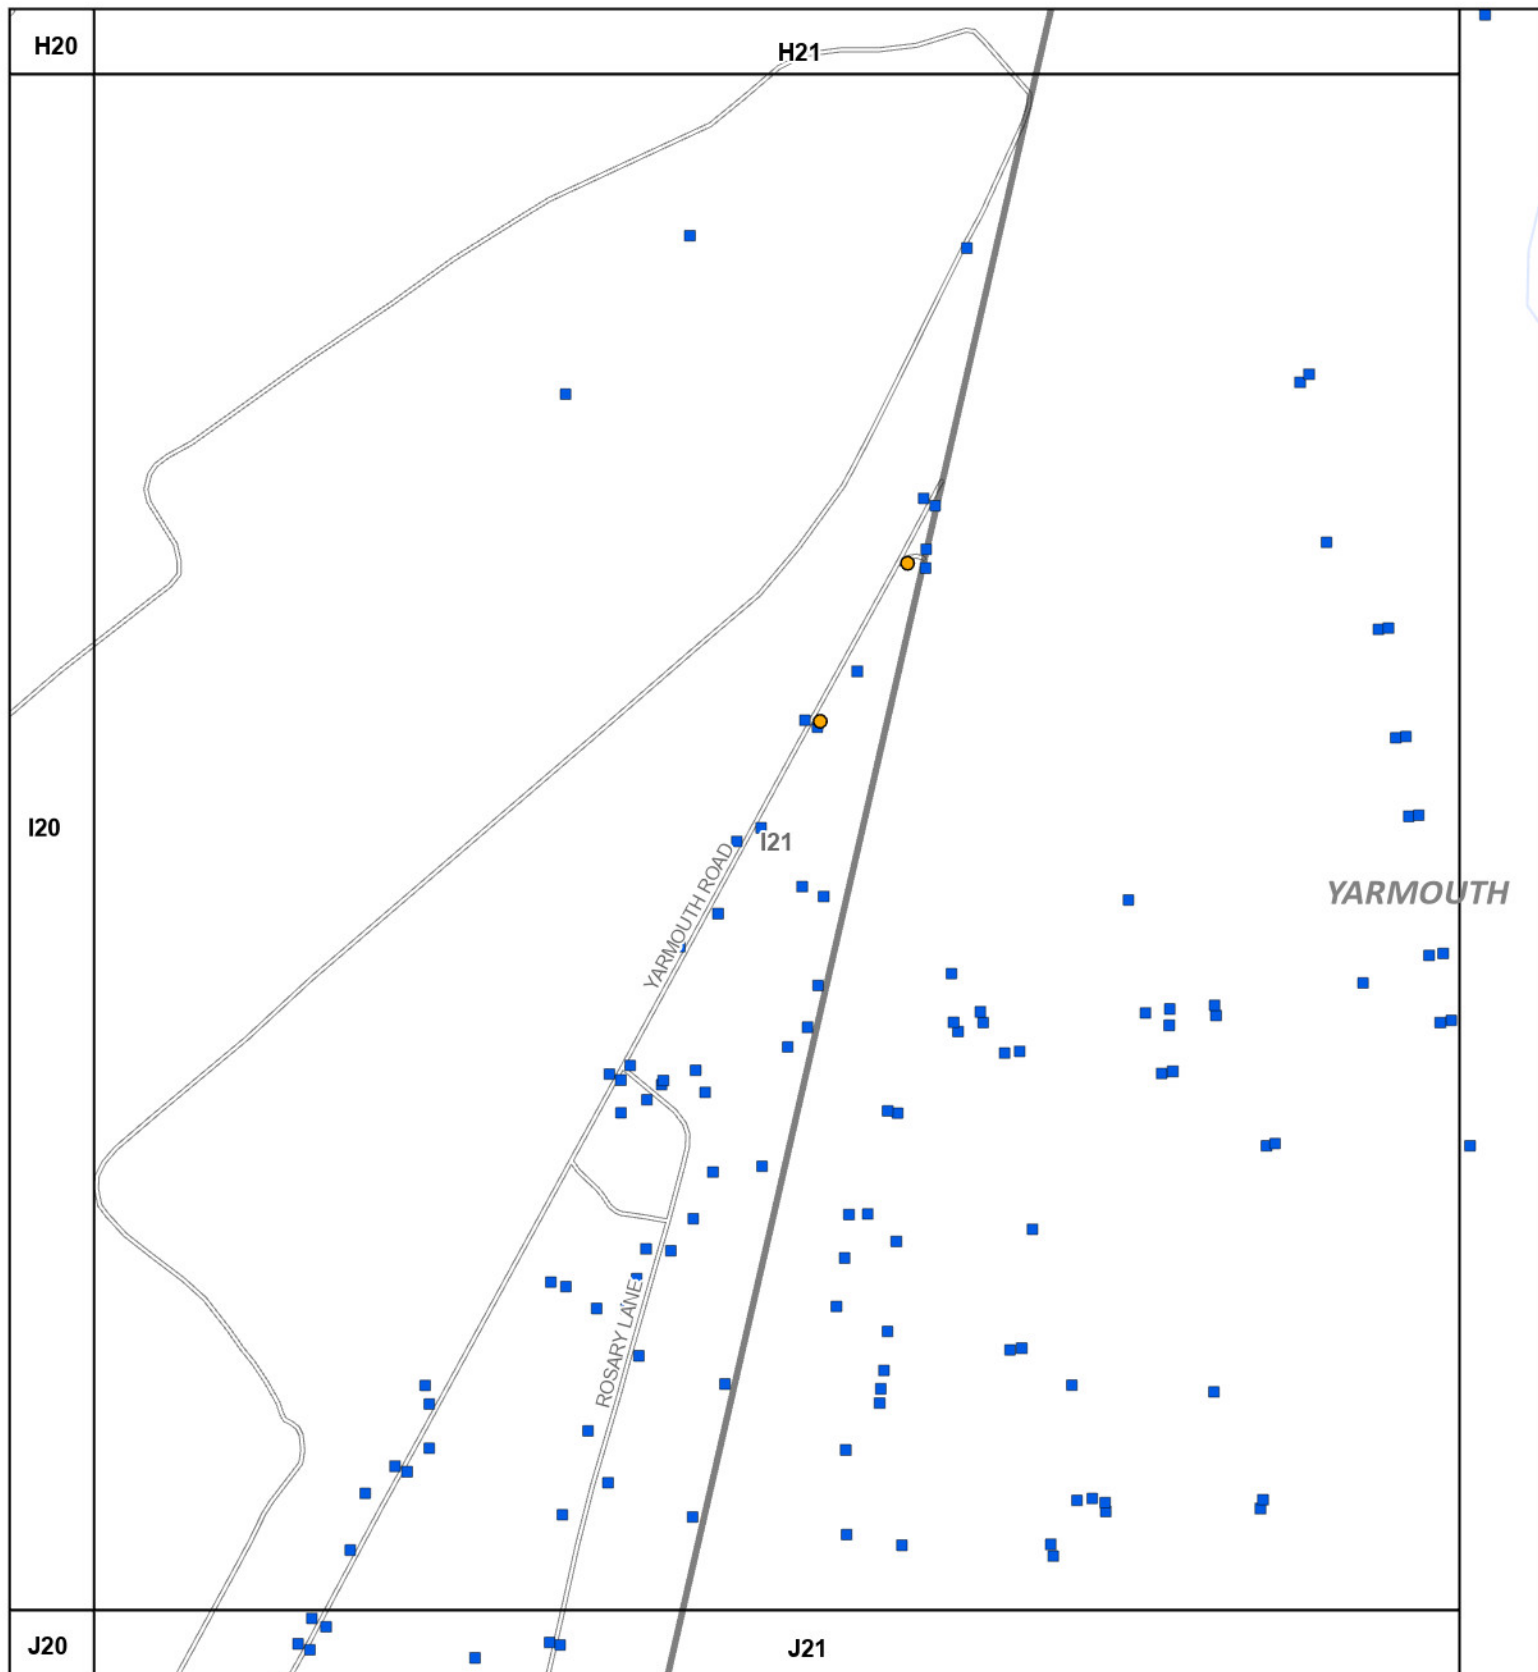 H20
H21
I20
I21
YARMOUTH ROAD
YARMOUTH
ROSARY LANE
J20
J21